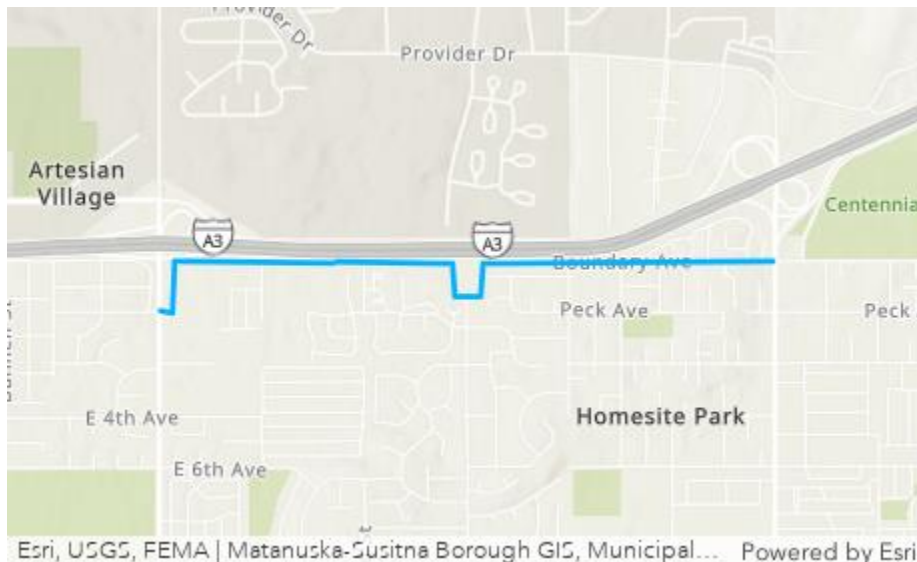 Provider Dr
Provider Dr
Artesian
Village
A3
A3
Centennia
Boundary Ave
Peck Ave
Peck
E 4th Ave
Homesite Park
E 6th Ave
Esri, USGS, FEMA | Matanuska-Susitna Borough GIS, Municipal... Powered by Esri